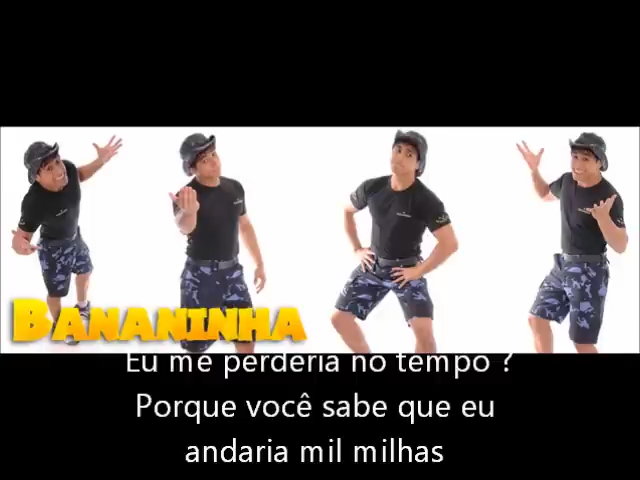 BANANINHA
Eu me perderia no tempo ?
Porque você sabe que eu
andaria mil milhas